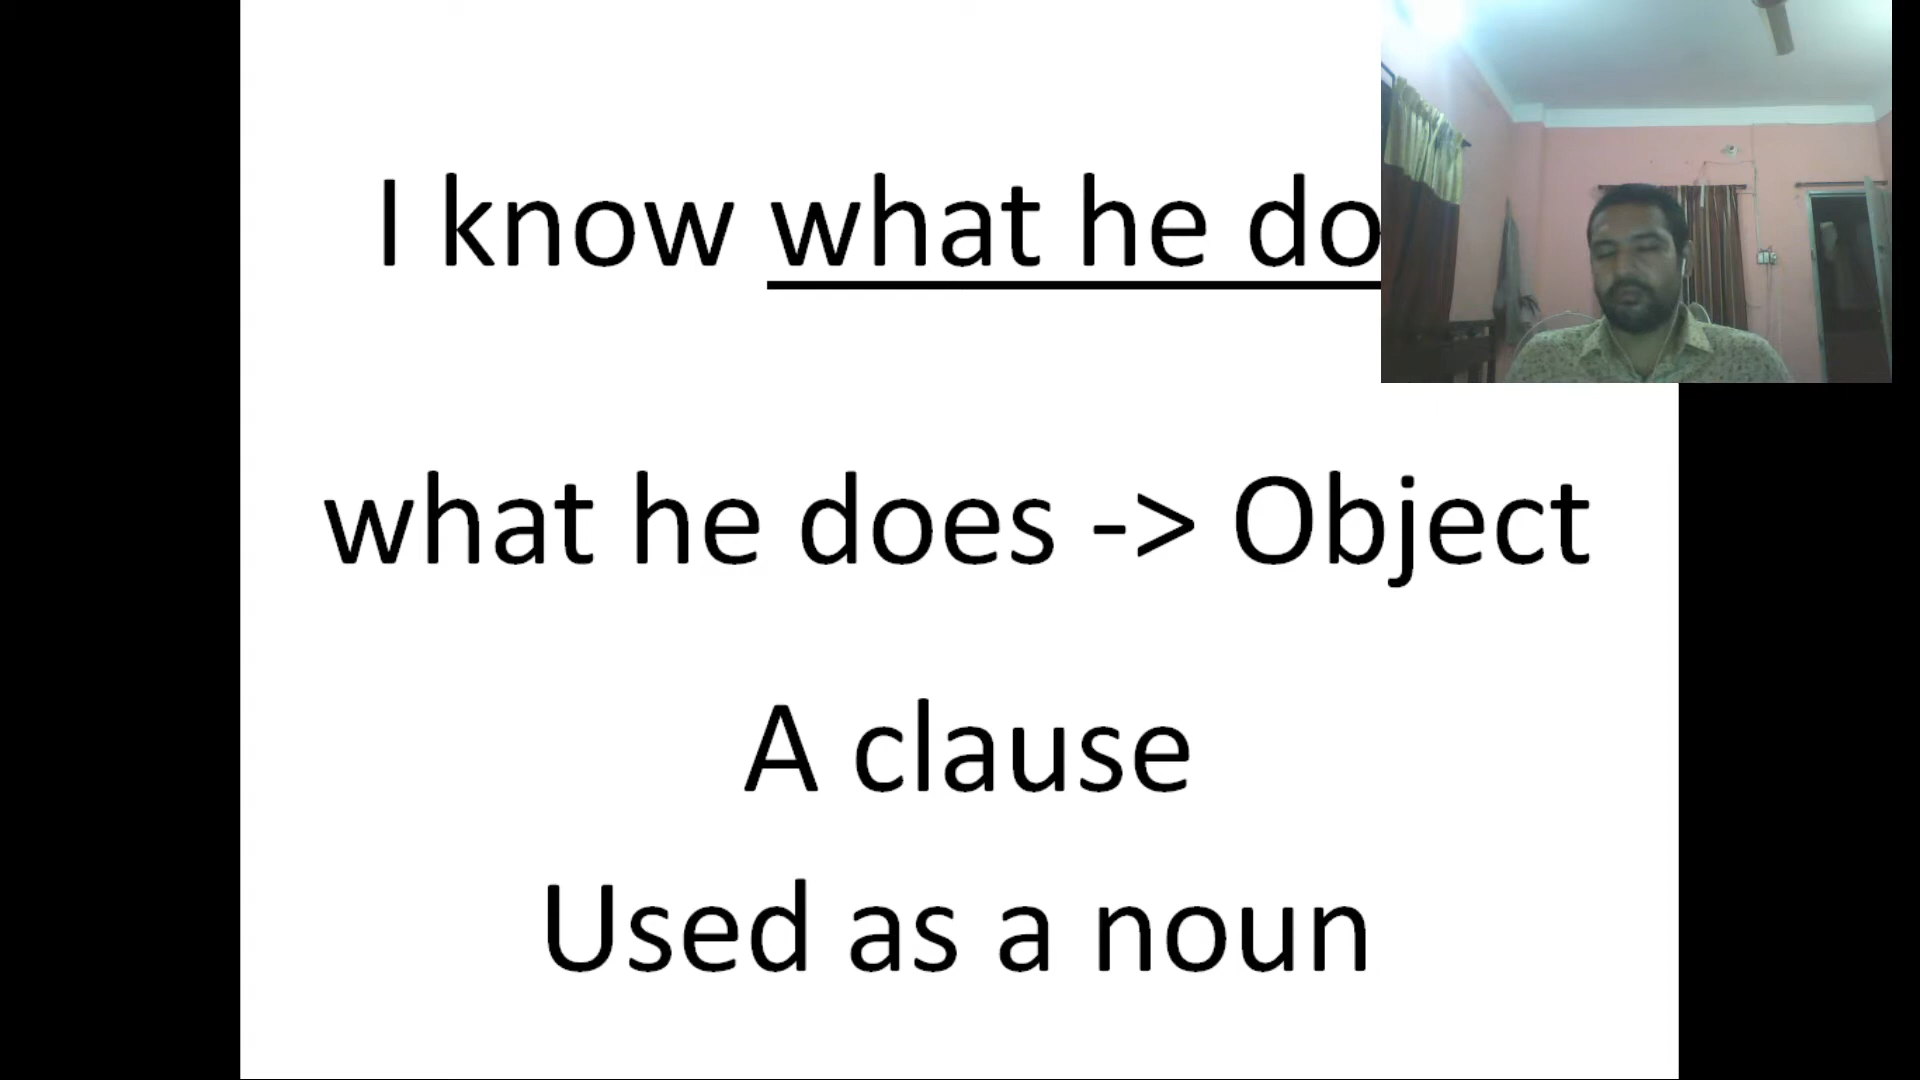 I know what he do
what he does -> Object
A clause
Used as a noun